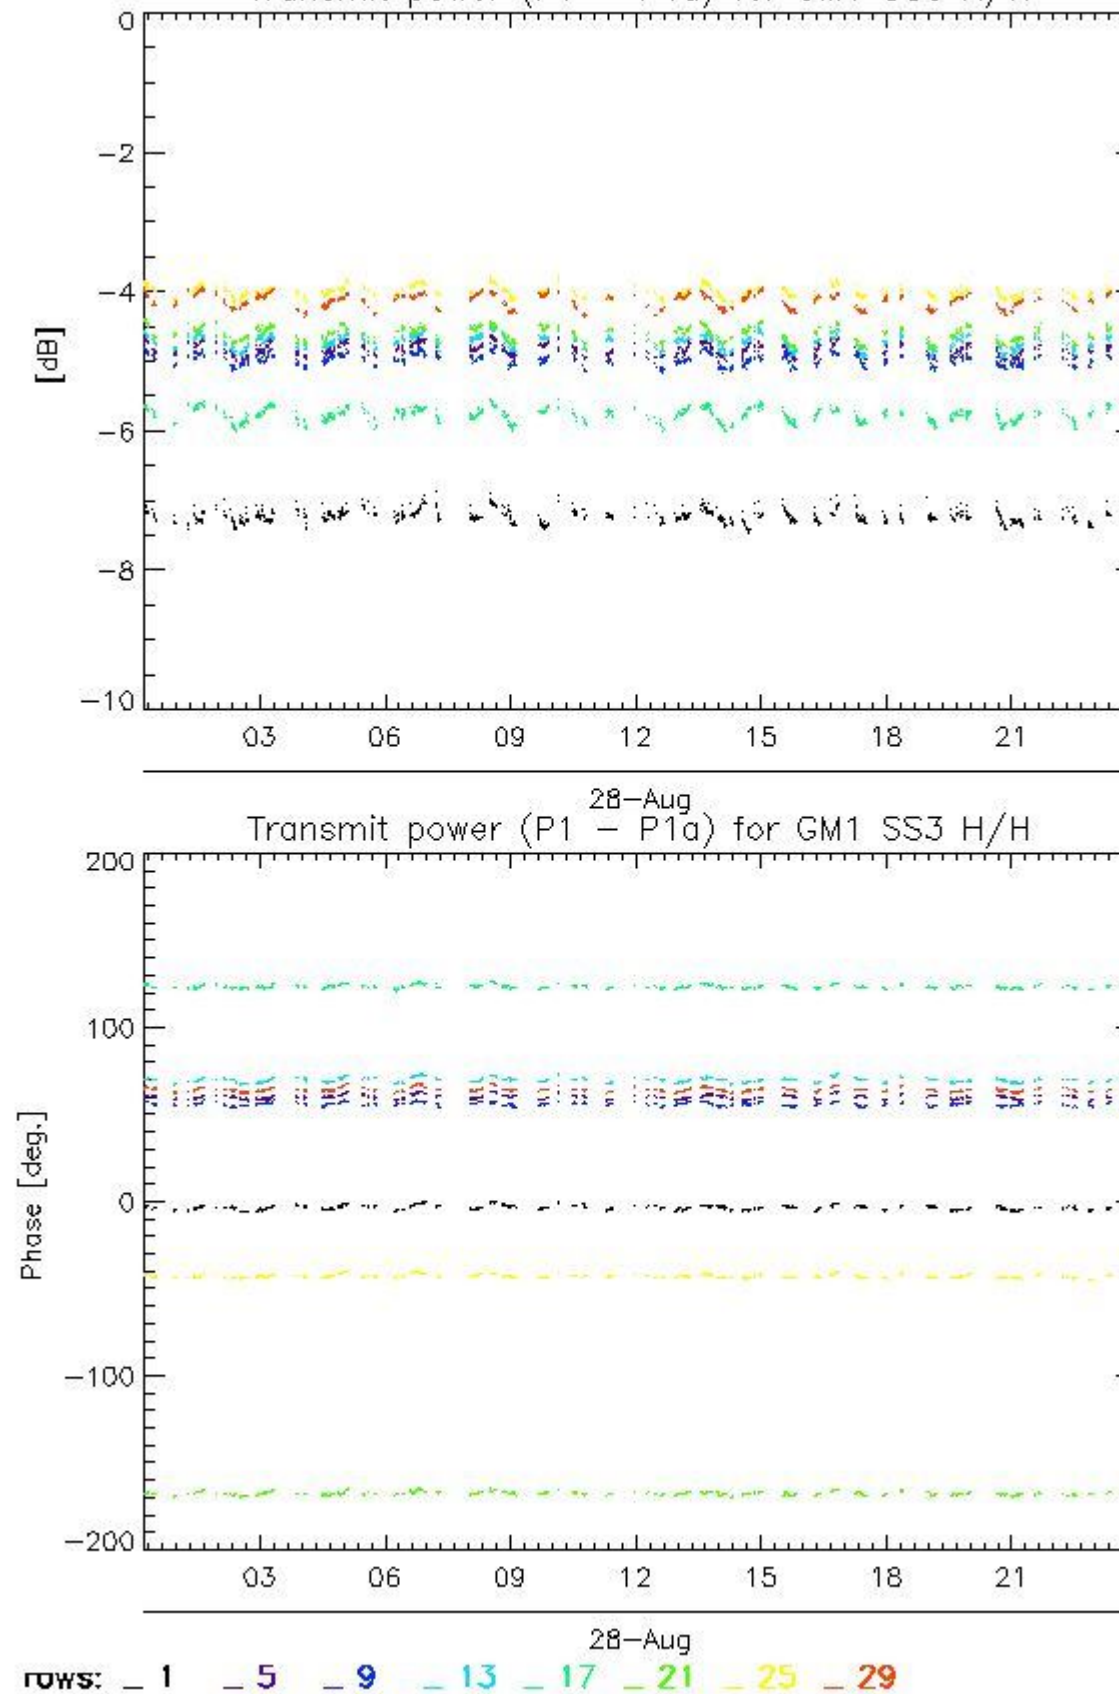 0
−2
−4
[dB]
−6
−8
−10
03 06 09 12 15 18 21
28−Aug
Transmit power (P1 − P1a) for GM1 SS3 H/H
200
100
Phase [deg.]
0
−100
−200
03 06 09 12 15 18 21
28−Aug
rows: _ 1 _ 5 _ 9 _ 13 _ 17 _ 21 _ 25 _ 29